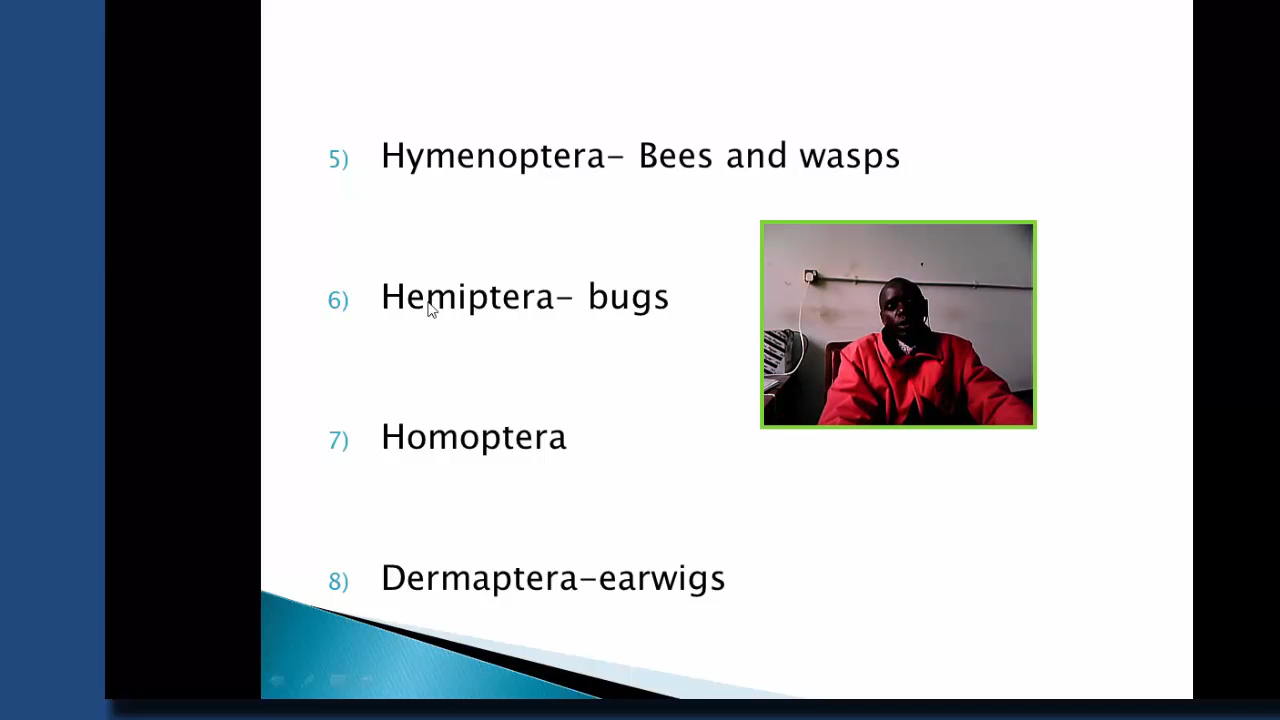 5) Hymenoptera- Bees and wasps
6) Hemiptera- bugs
7) Homoptera
8) Dermaptera-earwigs